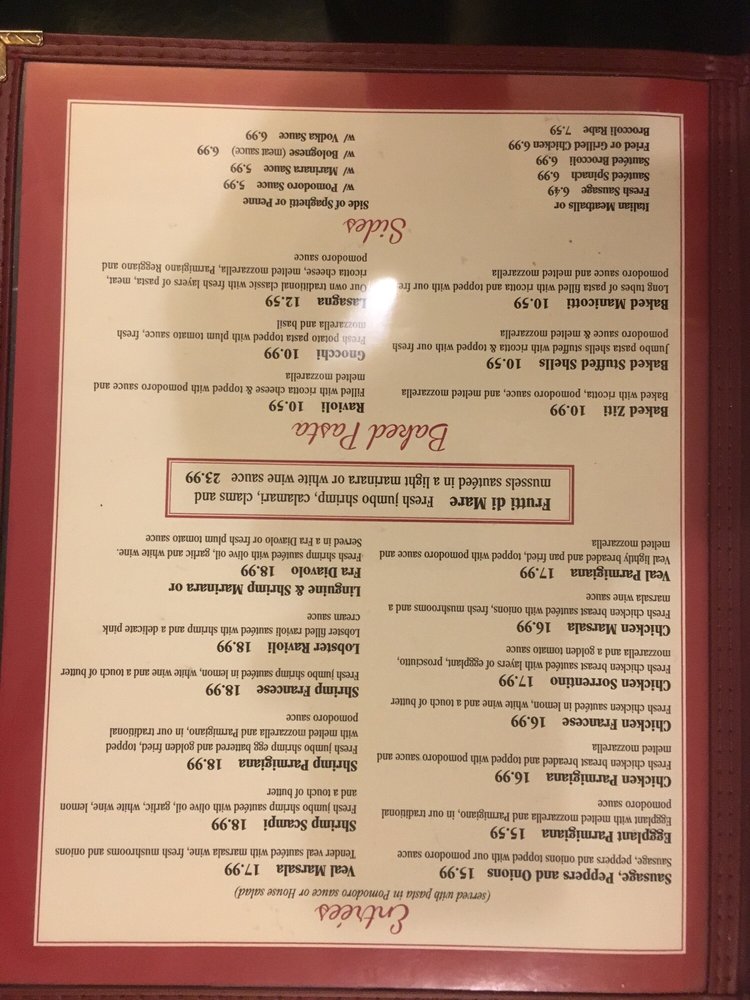 Entrées
(served with pasta in Pomodoro sauce or House salad)
Sausage, Peppers, and Onions 15.99
Sausage, peppers and onions topped with our pomodoro sauce
Eggplant Parmigiana 15.59
Eggplant with melted mozzarella and Parmigiano, in our traditional
pomodoro sauce
Chicken Parmigiana 16.99
Fresh chicken breast breaded and topped with pomodoro sauce and
melted mozzarella
Chicken Francese 16.99
Fresh chicken sautéed in lemon, white wine and a touch of butter
Chicken Sorrentino 17.99
Fresh chicken breast sautéed with layers of eggplant, prosciutto,
mozzarella and a golden tomato sauce
Chicken Marsala 16.99
Fresh chicken breast sautéed with onions, fresh mushrooms and a
marsala wine sauce
Veal Parmigiana 17.99
Veal lightly breaded and pan fried, topped with pomodoro sauce and
melted mozzarella
Veal Marsala 17.99
Tender veal sautéed with marsala wine, fresh mushrooms and onions
Shrimp Scampi 18.99
Fresh jumbo shrimp sautéed with olive oil, garlic, white wine, lemon
and a touch of butter
Shrimp Parmigiana 18.99
Fresh jumbo shrimp egg battered and golden fried, topped
with melted mozzarella and Parmigiano, in our traditional
pomodoro sauce
Shrimp Francese 18.99
Fresh jumbo shrimp sautéed in lemon, white wine and a touch of butter
Lobster Ravioli 18.99
Lobster filled ravioli sautéed with shrimp and a delicate pink
cream sauce
Linguine & Shrimp Marinara or
Fra Diavolo 18.99
Fresh shrimp sautéed with olive oil, garlic and white wine.
Served in a Fra Diavolo or fresh plum tomato sauce
Frutti di Mare Fresh jumbo shrimp, calamari, clams and
mussels sautéed in a light marinara or white wine sauce 23.99
Baked Pasta
Baked Ziti 10.99
Baked with ricotta, pomodoro sauce, and melted mozzarella
Baked Stuffed Shells 10.59
Jumbo pasta shells stuffed with ricotta & topped with our fresh
pomodoro sauce & melted mozzarella
Baked Manicotti 10.59
Long tubes of pasta filled with ricotta and topped with our
pomodoro sauce and melted mozzarella
Ravioli 10.59
Filled with ricotta cheese & topped with pomodoro sauce and
melted mozzarella
Gnocchi 10.99
Fresh potato pasta topped with plum tomato sauce, fresh
mozzarella and basil
Lasagna 12.59
Our own traditional classic with fresh layers of pasta, meat,
ricotta cheese, melted mozzarella, Parmigiano Reggiano and
pomodoro sauce
Sides
Italian Meatballs or
Fresh Sausage 6.49
Sautéed Spinach 6.99
Sautéed Broccoli 6.99
Fried or Grilled Chicken 6.99
Broccoli Rabe 7.59
Side of Spaghetti or Penne
w/ Pomodoro Sauce 5.99
w/ Marinara Sauce 5.99
w/ Bolognese (meat sauce) 6.99
w/ Vodka Sauce 6.99